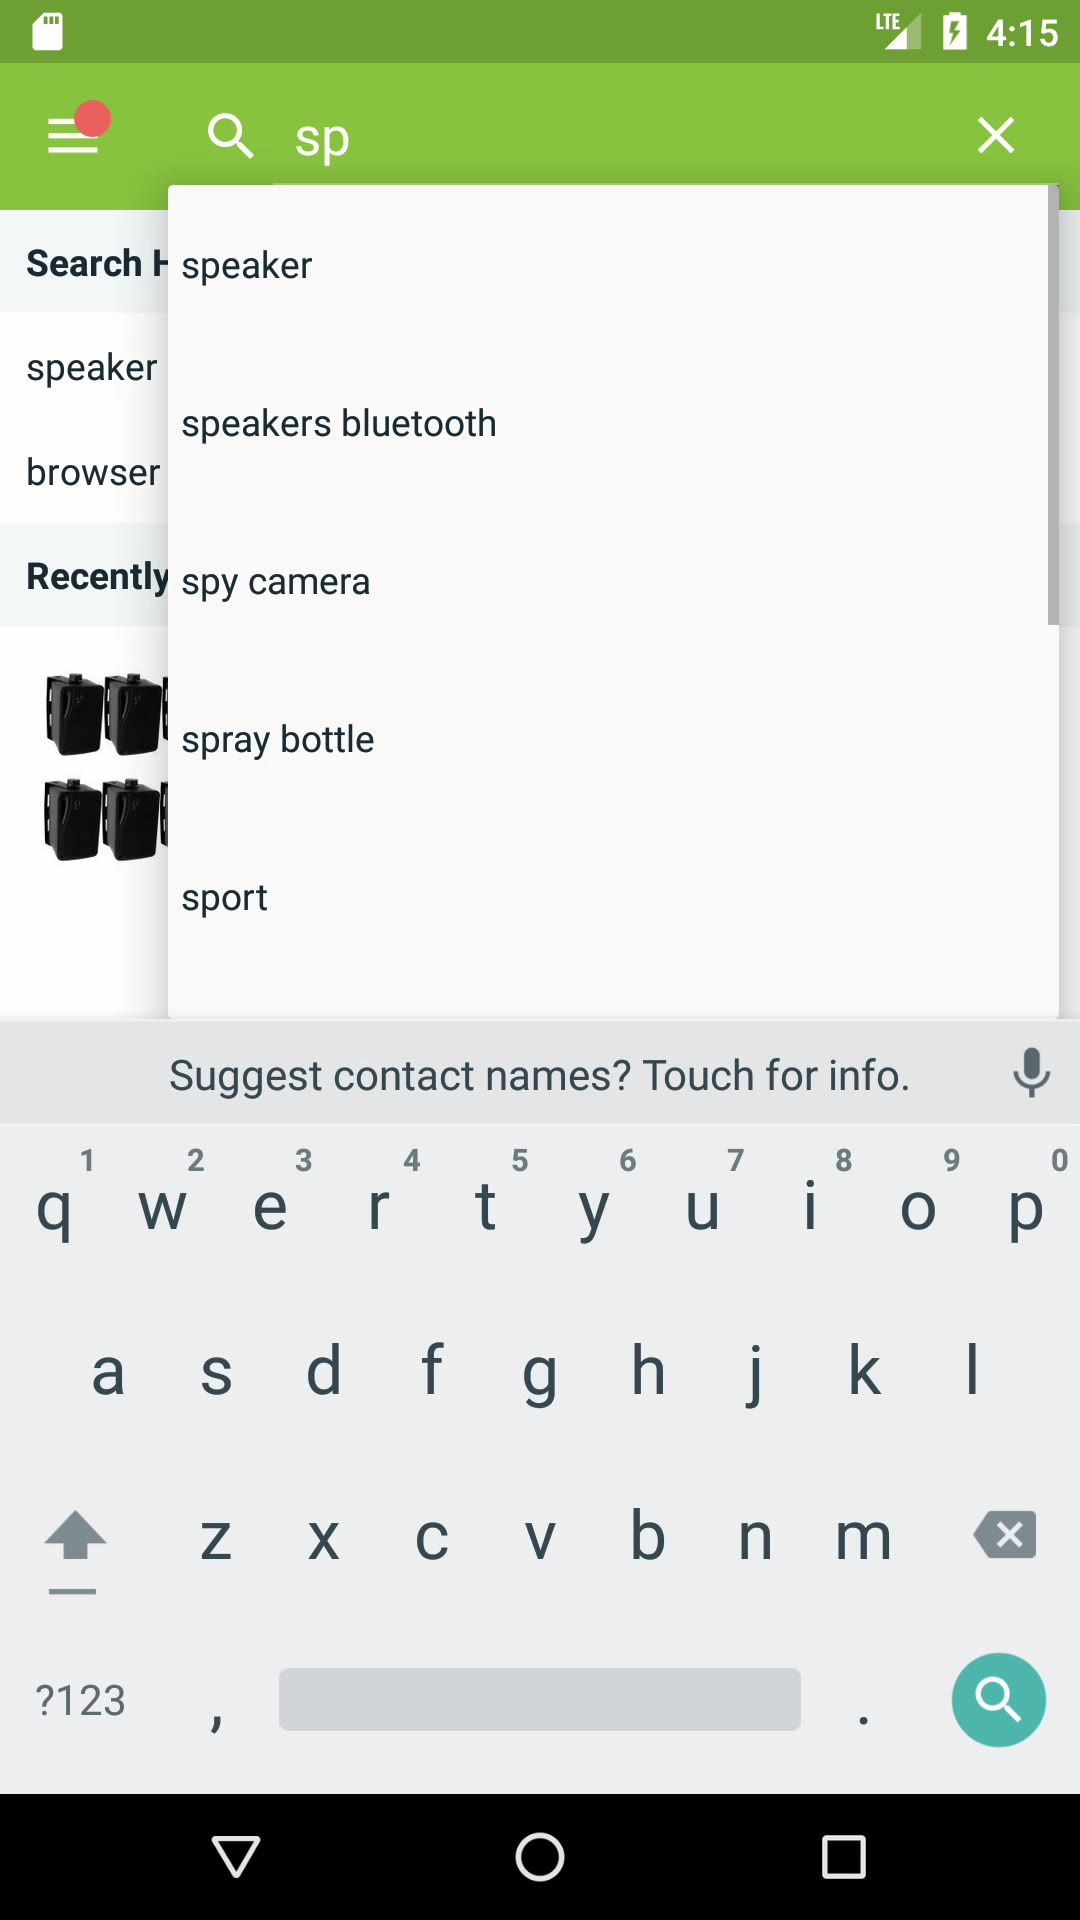 LTE 4:15
sp
Search H
speaker
browser
Recently
speaker
speakers bluetooth
spy camera
spray bottle
sport
Suggest contact names? Touch for info.
1 2 3 4 5 6 7 8 9 0
q w e r t y u i o p
a s d f g h j k l
z x c v b n m
?123 , .